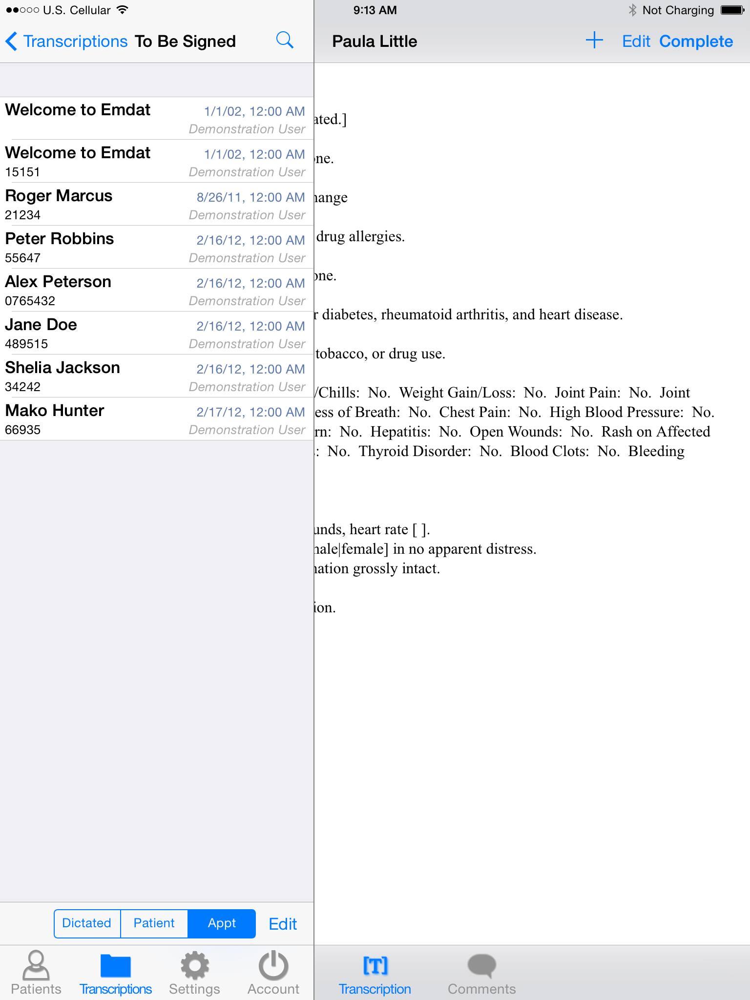 U.S. Cellular
9:13 AM
Not Charging
Transcriptions To Be Signed
Paula Little
Edit Complete
Welcome to Emdat 1/1/02, 12:00 AM
Demonstration User
Welcome to Emdat 1/1/02, 12:00 AM
15151 Demonstration User
Roger Marcus 8/26/11, 12:00 AM
21234 Demonstration User
Peter Robbins 2/16/12, 12:00 AM
55647 Demonstration User
Alex Peterson 2/16/12, 12:00 AM
0765432 Demonstration User
Jane Doe 2/16/12, 12:00 AM
489515 Demonstration User
Shelia Jackson 2/16/12, 12:00 AM
34242 Demonstration User
Mako Hunter 2/17/12, 12:00 AM
66935 Demonstration User
Dictated Patient Appt Edit
Patients Transcriptions Settings Account
ated.]
one.
hange
drug allergies.
one.
r diabetes, rheumatoid arthritis, and heart disease.
tobacco, or drug use.
/Chills: No. Weight Gain/Loss: No. Joint Pain: No. Joint
ess of Breath: No. Chest Pain: No. High Blood Pressure: No.
rn: No. Hepatitis: No. Open Wounds: No. Rash on Affected
: No. Thyroid Disorder: No. Blood Clots: No. Bleeding
unds, heart rate [ ].
male|female] in no apparent distress.
nation grossly intact.
ion.
[T]
Transcription Comments